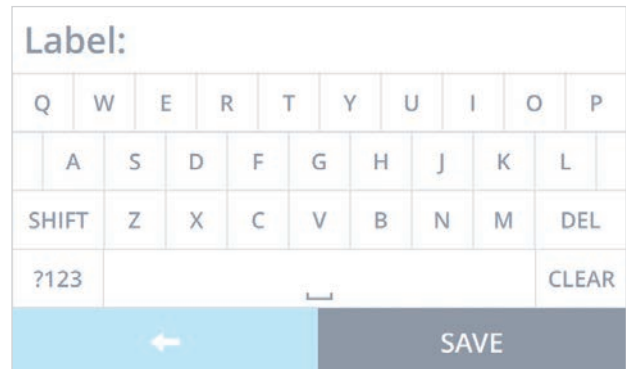 Label:
Q W E R T Y U I O P
A S D F G H J K L
SHIFT Z X C V B N M DEL
?123 CLEAR
SAVE